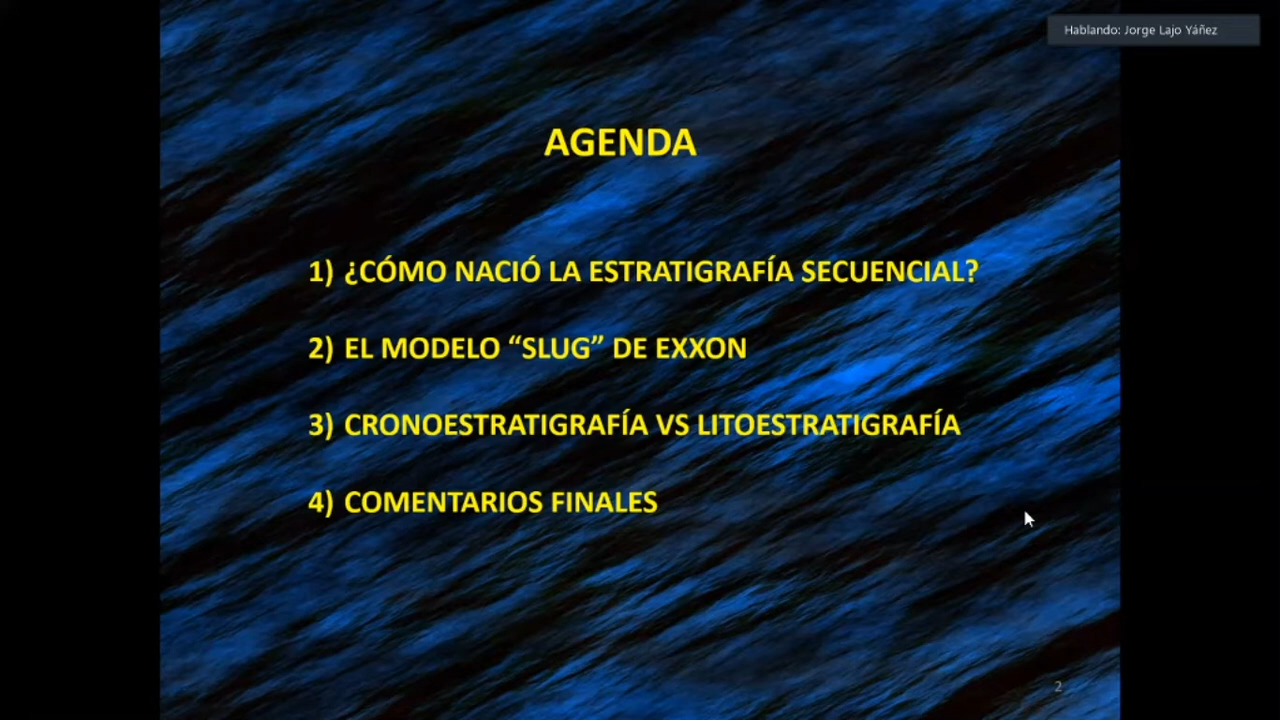 Hablando: Jorge Lajo Yáñez
AGENDA
1) ¿CÓMO NACIÓ LA ESTRATIGRAFÍA SECUENCIAL?
2) EL MODELO “SLUG” DE EXXON
3) CRONOESTRATIGRAFÍA VS LITOESTRATIGRAFÍA
4) COMENTARIOS FINALES
2